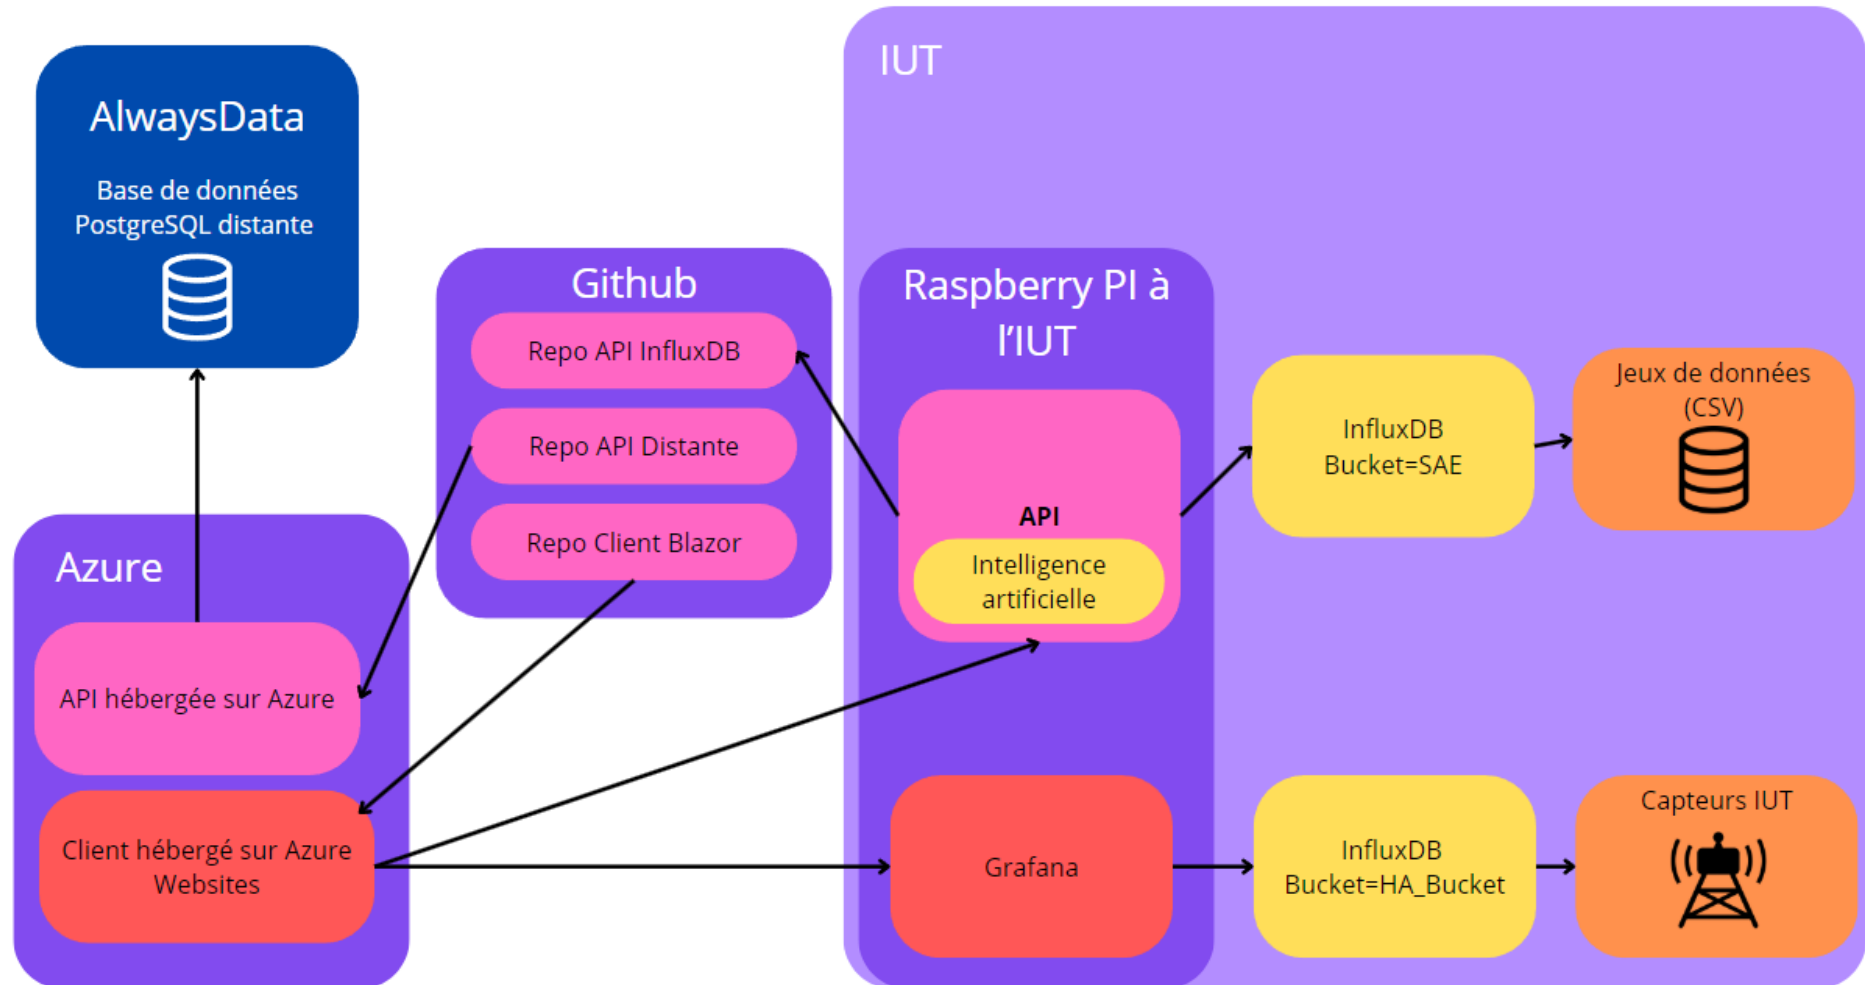 IUT
AlwaysData
Base de données
PostgreSQL distante
Github
Repo API InfluxDB
Repo API Distante
Repo Client Blazor
Raspberry PI à
l'IUT
API
Intelligence
artificielle
InfluxDB
Bucket=SAE
Jeux de données
(CSV)
Azure
API hébergée sur Azure
Client hébergé sur Azure
Websites
Grafana
InfluxDB
Bucket=HA_Bucket
Capteurs IUT